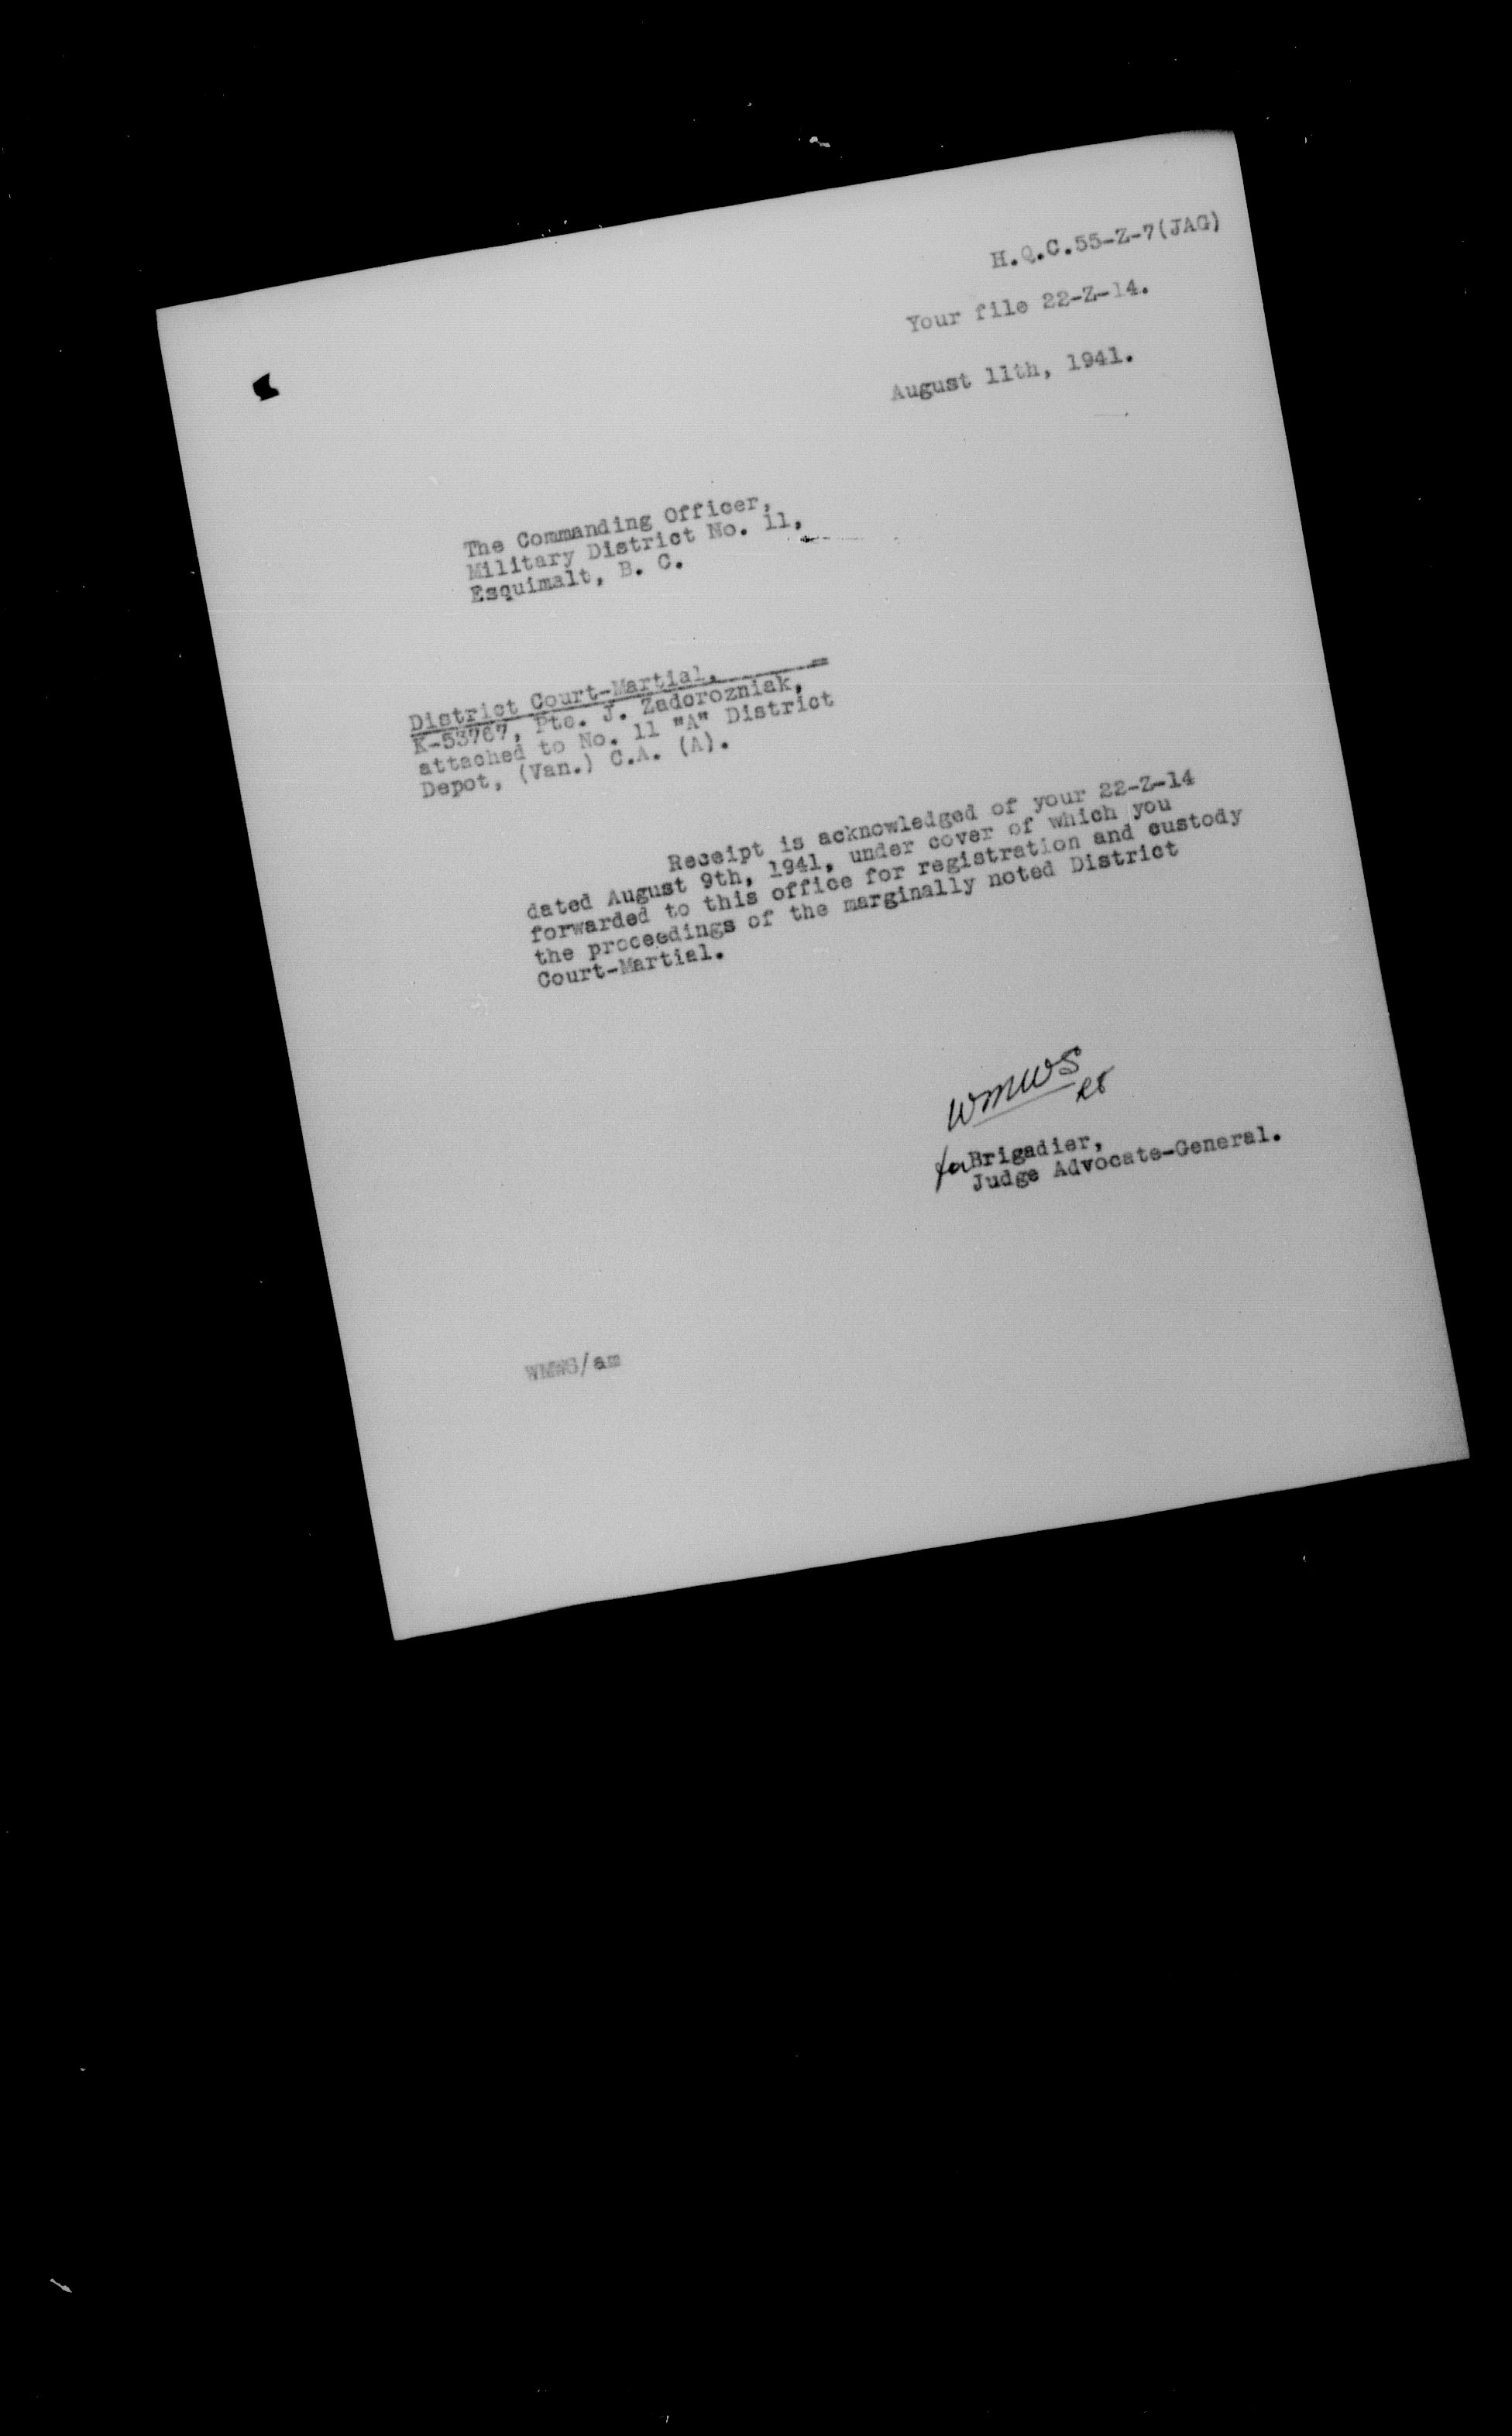 H.Q.C.55-Z-7(JAG)
Your file 22-Z-14.
August 11th, 1941.
The Commanding Officer,
Military District No. 11,
Esquimalt, B. C.
District Court-Martial.
K-53767, Pte. J. Zadorozniak,
attached to No. 11 "A" District
Depot, (Van.) C.A. (A).
Receipt is acknowledged of your 22-Z-14
dated August 9th, 1941, under cover of which you
forwarded to this office for registration and custody
the proceedings of the marginally noted District
Court-Martial.
WMWS
for Brigadier,
Judge Advocate-General.
WMWS/am